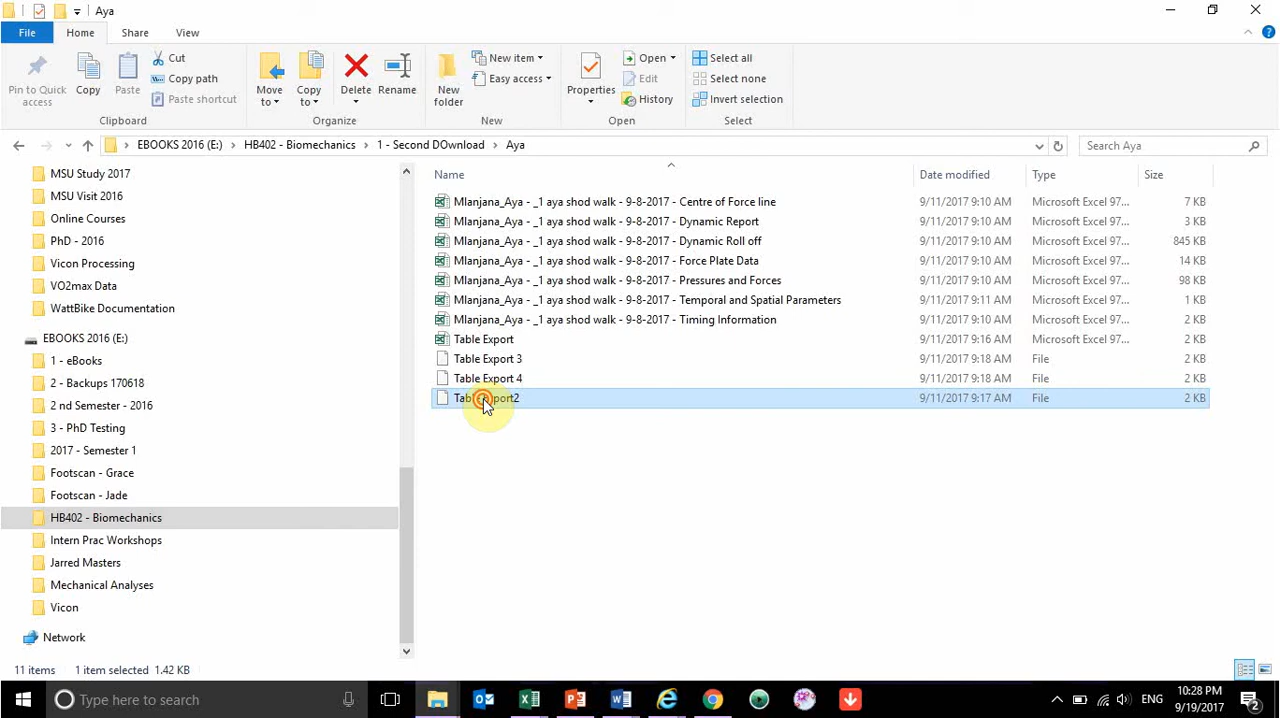 Aya
File Home Share View
Pin to Quick access
Copy
Paste
Cut
Copy path
Paste shortcut
Clipboard
Move to
Copy to
Delete
Rename
Organize
New folder
New item
Easy access
New
Properties
Open
Edit
History
Open
Select all
Select none
Invert selection
Select
EBOOKS 2016 (E:) HB402 - Biomechanics 1 - Second DOwnload Aya
Search Aya
MSU Study 2017
MSU Visit 2016
Online Courses
PhD - 2016
Vicon Processing
VO2max Data
WattBike Documentation
EBOOKS 2016 (E:)
1 - eBooks
2 - Backups 170618
2 nd Semester - 2016
3 - PhD Testing
2017 - Semester 1
Footscan - Grace
Footscan - Jade
HB402 - Biomechanics
Intern Prac Workshops
Jarred Masters
Mechanical Analyses
Vicon
Network
Name Date modified Type Size
Mlanjana_Aya - _1 aya shod walk - 9-8-2017 - Centre of Force line 9/11/2017 9:10 AM Microsoft Excel 97... 7 KB
Mlanjana_Aya - _1 aya shod walk - 9-8-2017 - Dynamic Report 9/11/2017 9:10 AM Microsoft Excel 97... 3 KB
Mlanjana_Aya - _1 aya shod walk - 9-8-2017 - Dynamic Roll off 9/11/2017 9:10 AM Microsoft Excel 97... 845 KB
Mlanjana_Aya - _1 aya shod walk - 9-8-2017 - Force Plate Data 9/11/2017 9:10 AM Microsoft Excel 97... 14 KB
Mlanjana_Aya - _1 aya shod walk - 9-8-2017 - Pressures and Forces 9/11/2017 9:10 AM Microsoft Excel 97... 98 KB
Mlanjana_Aya - _1 aya shod walk - 9-8-2017 - Temporal and Spatial Parameters 9/11/2017 9:11 AM Microsoft Excel 97... 1 KB
Mlanjana_Aya - _1 aya shod walk - 9-8-2017 - Timing Information 9/11/2017 9:10 AM Microsoft Excel 97... 2 KB
Table Export 9/11/2017 9:16 AM Microsoft Excel 97... 2 KB
Table Export 3 9/11/2017 9:18 AM File 2 KB
Table Export 4 9/11/2017 9:18 AM File 2 KB
Table Export2 9/11/2017 9:17 AM File 2 KB
11 items 1 item selected 1.42 KB
Type here to search
ENG
10:28 PM
9/19/2017
2